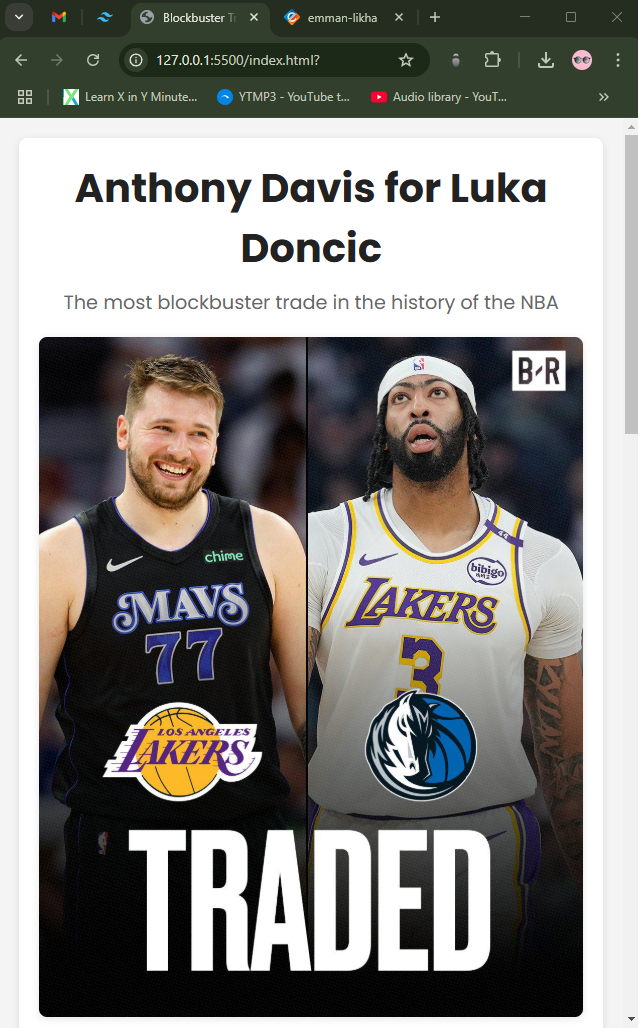 Blockbuster Tr
emman-likha
127.0.0.1:5500/index.html?
Learn X in Y Minute...
YTMP3 - YouTube t...
Audio library - YouT...
Anthony Davis for Luka
Doncic
The most blockbuster trade in the history of the NBA
B/R
chime
bibigo
MAVS
LAKERS
77
3
LOS ANGELES
LAKERS
TRADED